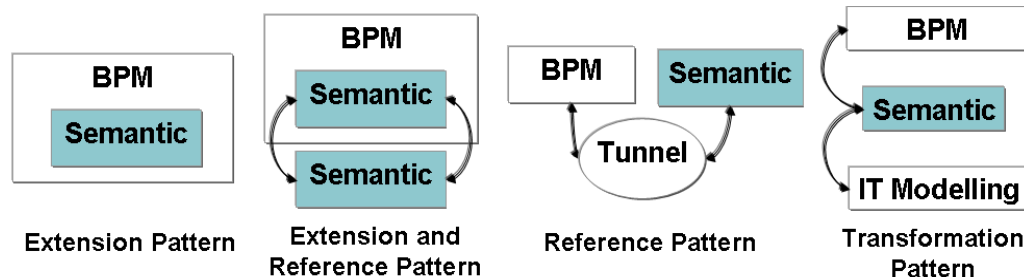 BPM
Semantic
Extension Pattern
BPM
Semantic
Semantic
Extension and
Reference Pattern
BPM
Semantic
Tunnel
Reference Pattern
BPM
Semantic
IT Modelling
Transformation
Pattern